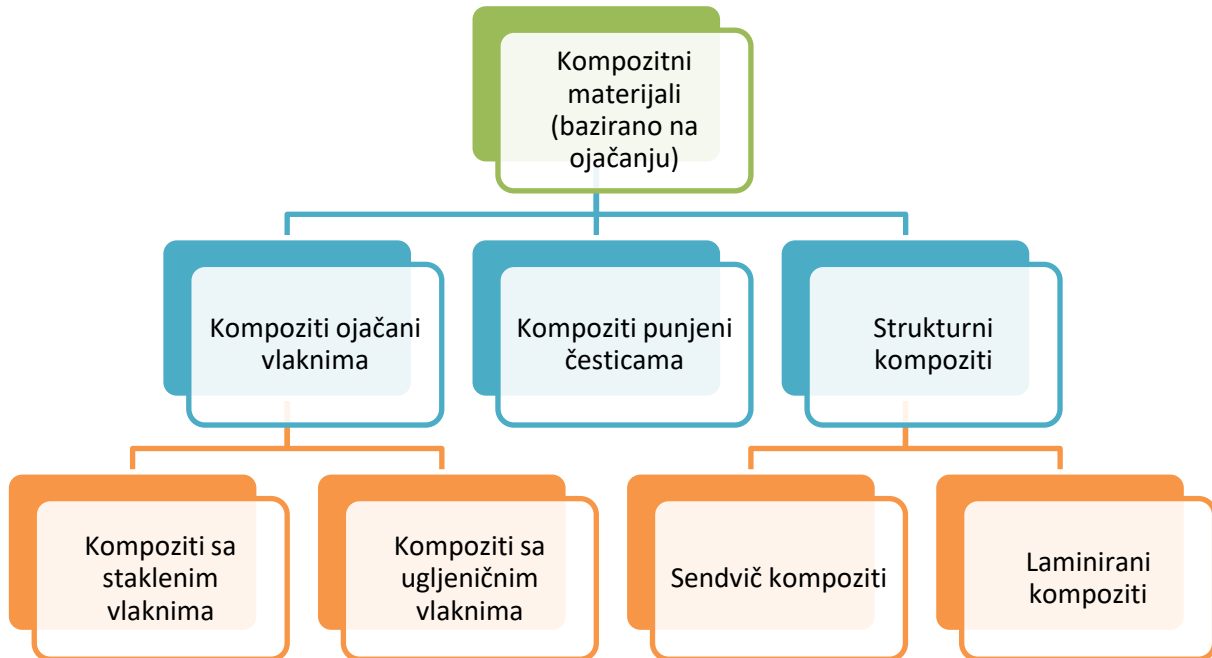 Kompozitni
materijali
(bazirano na
ojačanju)
Kompoziti ojačani
vlaknima
Kompoziti punjeni
česticama
Strukturni
kompoziti
Kompoziti sa
staklenim
vlaknima
Kompoziti sa
ugljeničnim
vlaknima
Sendvič kompoziti
Laminirani
kompoziti